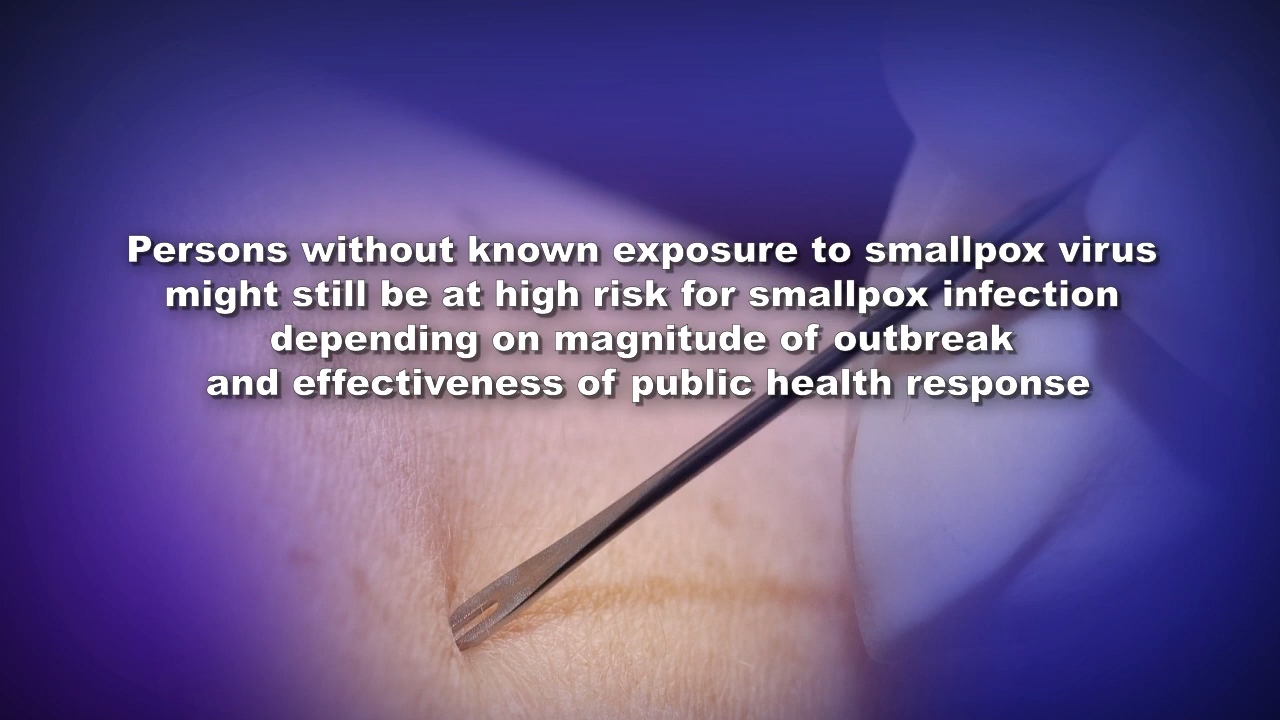 Persons without known exposure to smallpox virus
might still be at high risk for smallpox infection
depending on magnitude of outbreak
and effectiveness of public health response